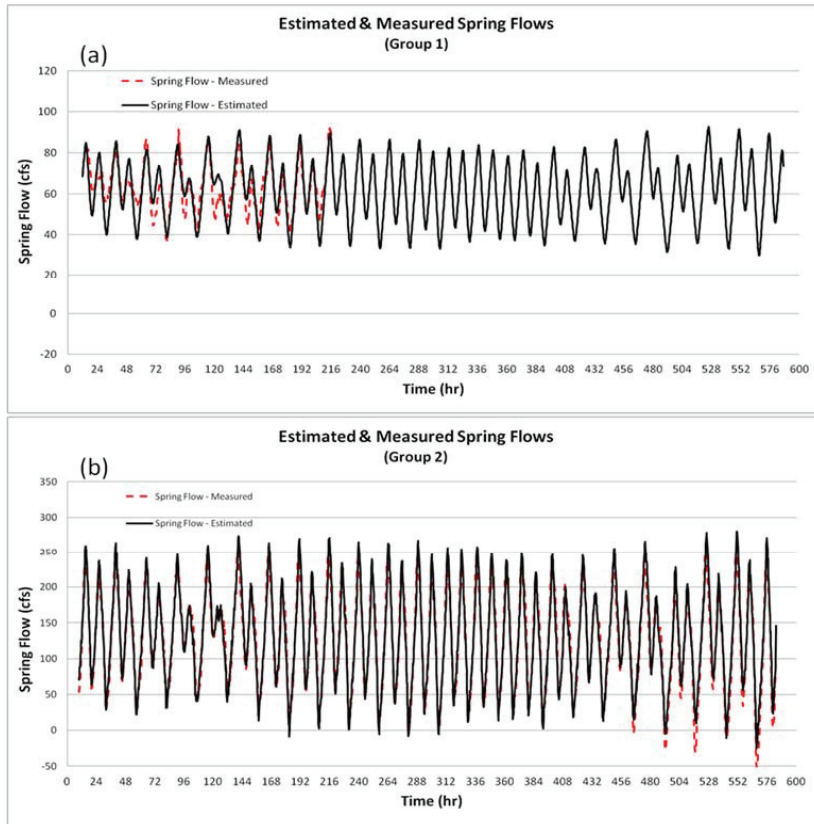 Estimated & Measured Spring Flows
(Group 1)
(a)
Spring Flow - Measured
Spring Flow - Estimated
Spring Flow (cfs)
120
100
80
60
40
20
0
-20
0 24 48 72 96 120 144 168 192 216 240 264 288 312 336 360 384 408 432 456 480 504 528 552 576 600
Time (hr)
Estimated & Measured Spring Flows
(Group 2)
(b)
Spring Flow - Measured
Spring Flow - Estimated
Spring Flow (cfs)
350
300
250
200
150
100
50
0
-50
0 24 48 72 96 120 144 168 192 216 240 264 288 312 336 360 384 408 432 456 480 504 528 552 576 600
Time (hr)